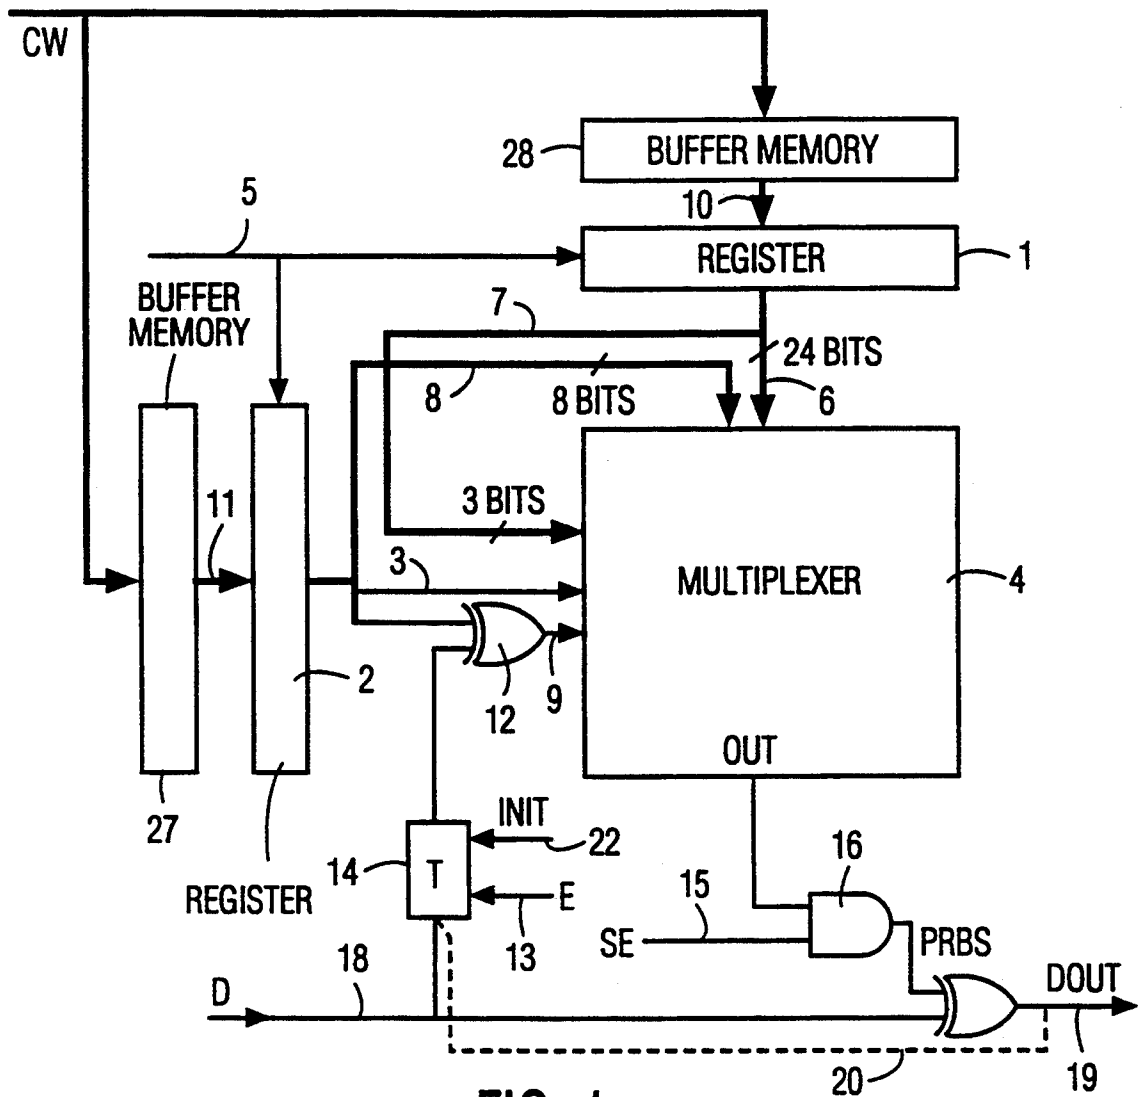 CW
28
BUFFER MEMORY
10
5
REGISTER
1
BUFFER
MEMORY
7
24 BITS
8
8 BITS
6
11
3 BITS
3
MULTIPLEXER
4
2
12
9
OUT
27
INIT
22
14
T
16
REGISTER
E
15
13
SE
PRBS
18
D
DOUT
20
19